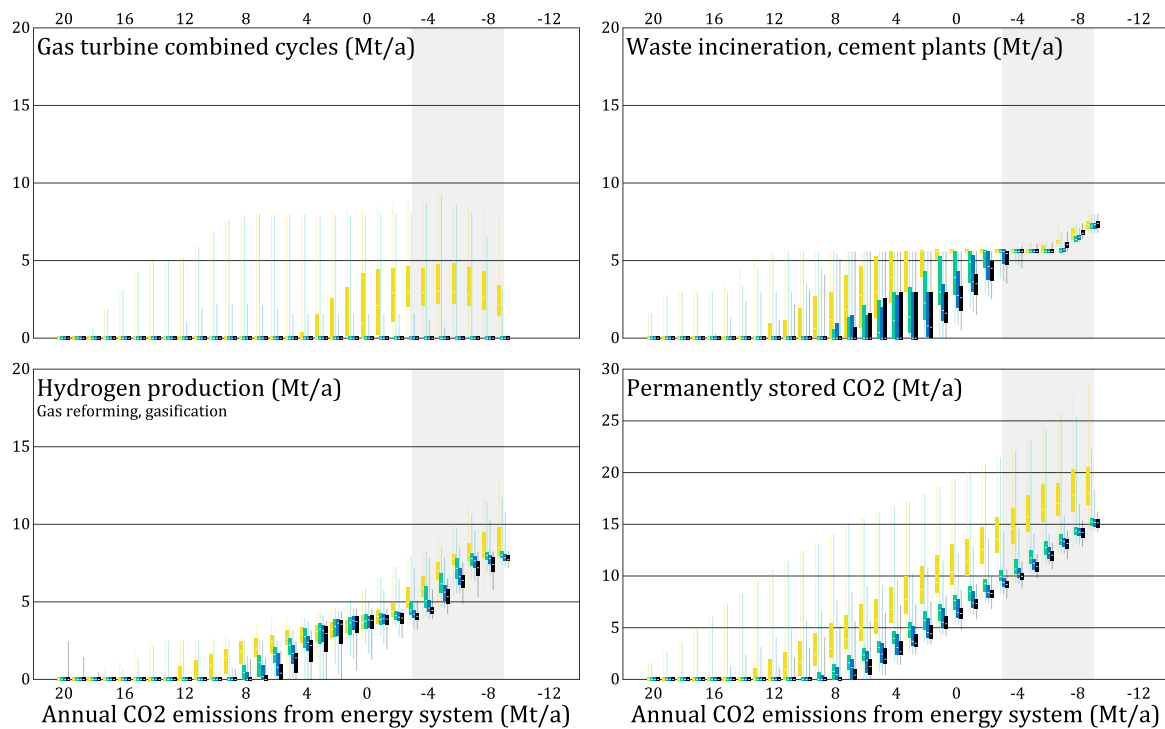 20 16 12 8 4 0 -4 -8 -12
20 16 12 8 4 0 -4 -8 -12
20
Gas turbine combined cycles (Mt/a)
15
10
5
0
20
Waste incineration, cement plants (Mt/a)
15
10
5
0
20
Hydrogen production (Mt/a)
Gas reforming, gasification
15
10
5
0
30
Permanently stored CO2 (Mt/a)
25
20
15
10
5
0
20 16 12 8 4 0 -4 -8 -12
Annual CO2 emissions from energy system (Mt/a)
20 16 12 8 4 0 -4 -8 -12
Annual CO2 emissions from energy system (Mt/a)